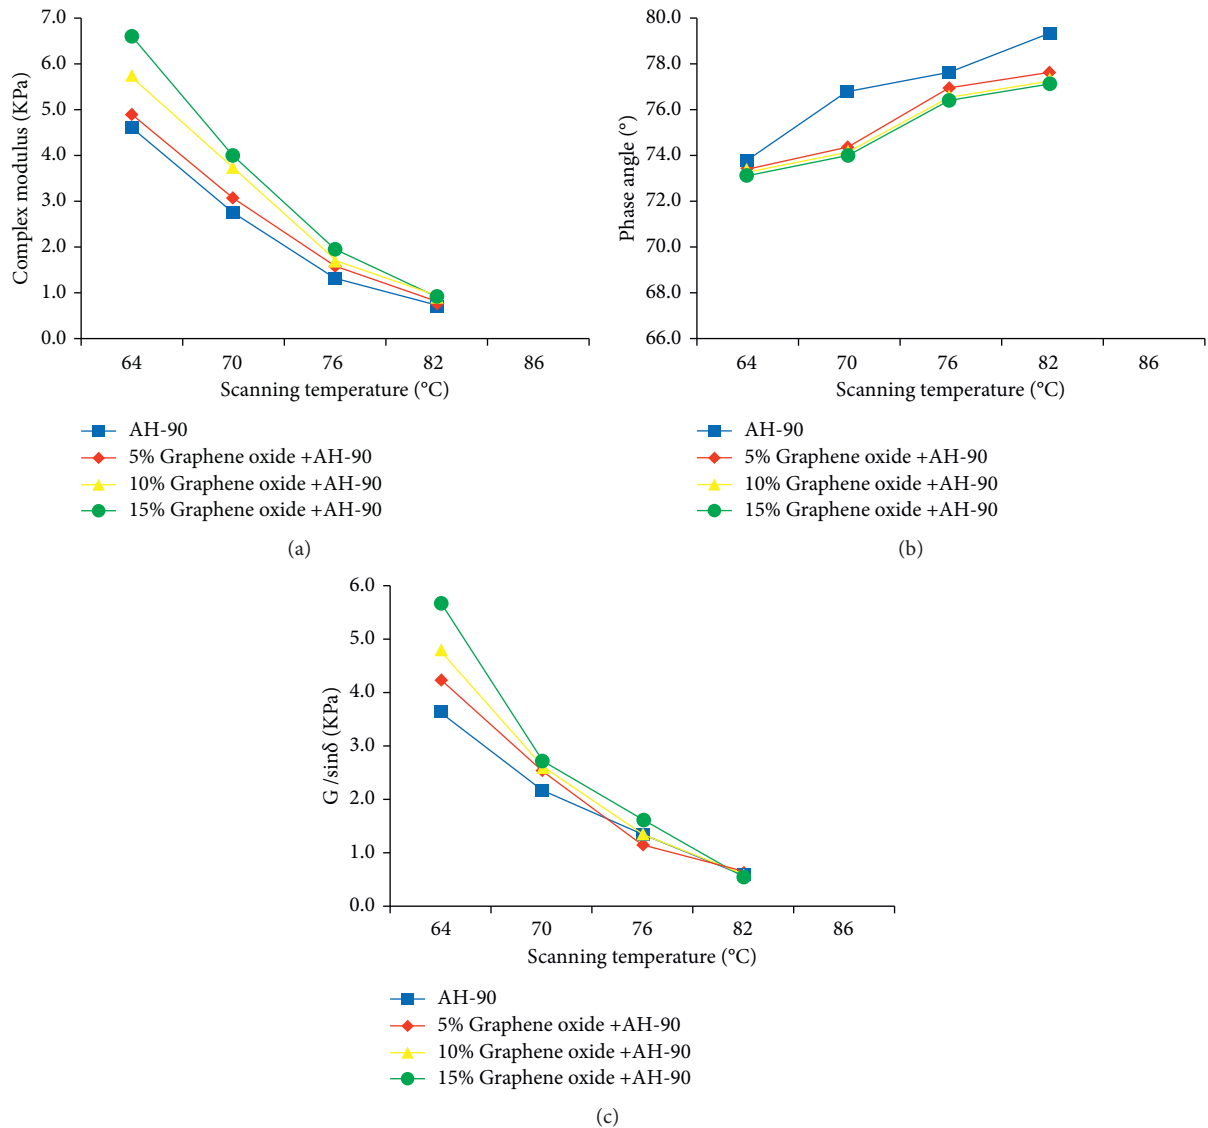 7.0
6.0
5.0
4.0
3.0
2.0
1.0
0.0
Complex modulus (KPa)
64 70 76 82 86
Scanning temperature (°C)
AH-90
5% Graphene oxide +AH-90
10% Graphene oxide +AH-90
15% Graphene oxide +AH-90
(a)
80.0
78.0
76.0
74.0
72.0
70.0
68.0
66.0
Phase angle (°)
64 70 76 82 86
Scanning temperature (°C)
AH-90
5% Graphene oxide +AH-90
10% Graphene oxide +AH-90
15% Graphene oxide +AH-90
(b)
6.0
5.0
4.0
3.0
2.0
1.0
0.0
G /sinδ (KPa)
64 70 76 82 86
Scanning temperature (°C)
AH-90
5% Graphene oxide +AH-90
10% Graphene oxide +AH-90
15% Graphene oxide +AH-90
(c)